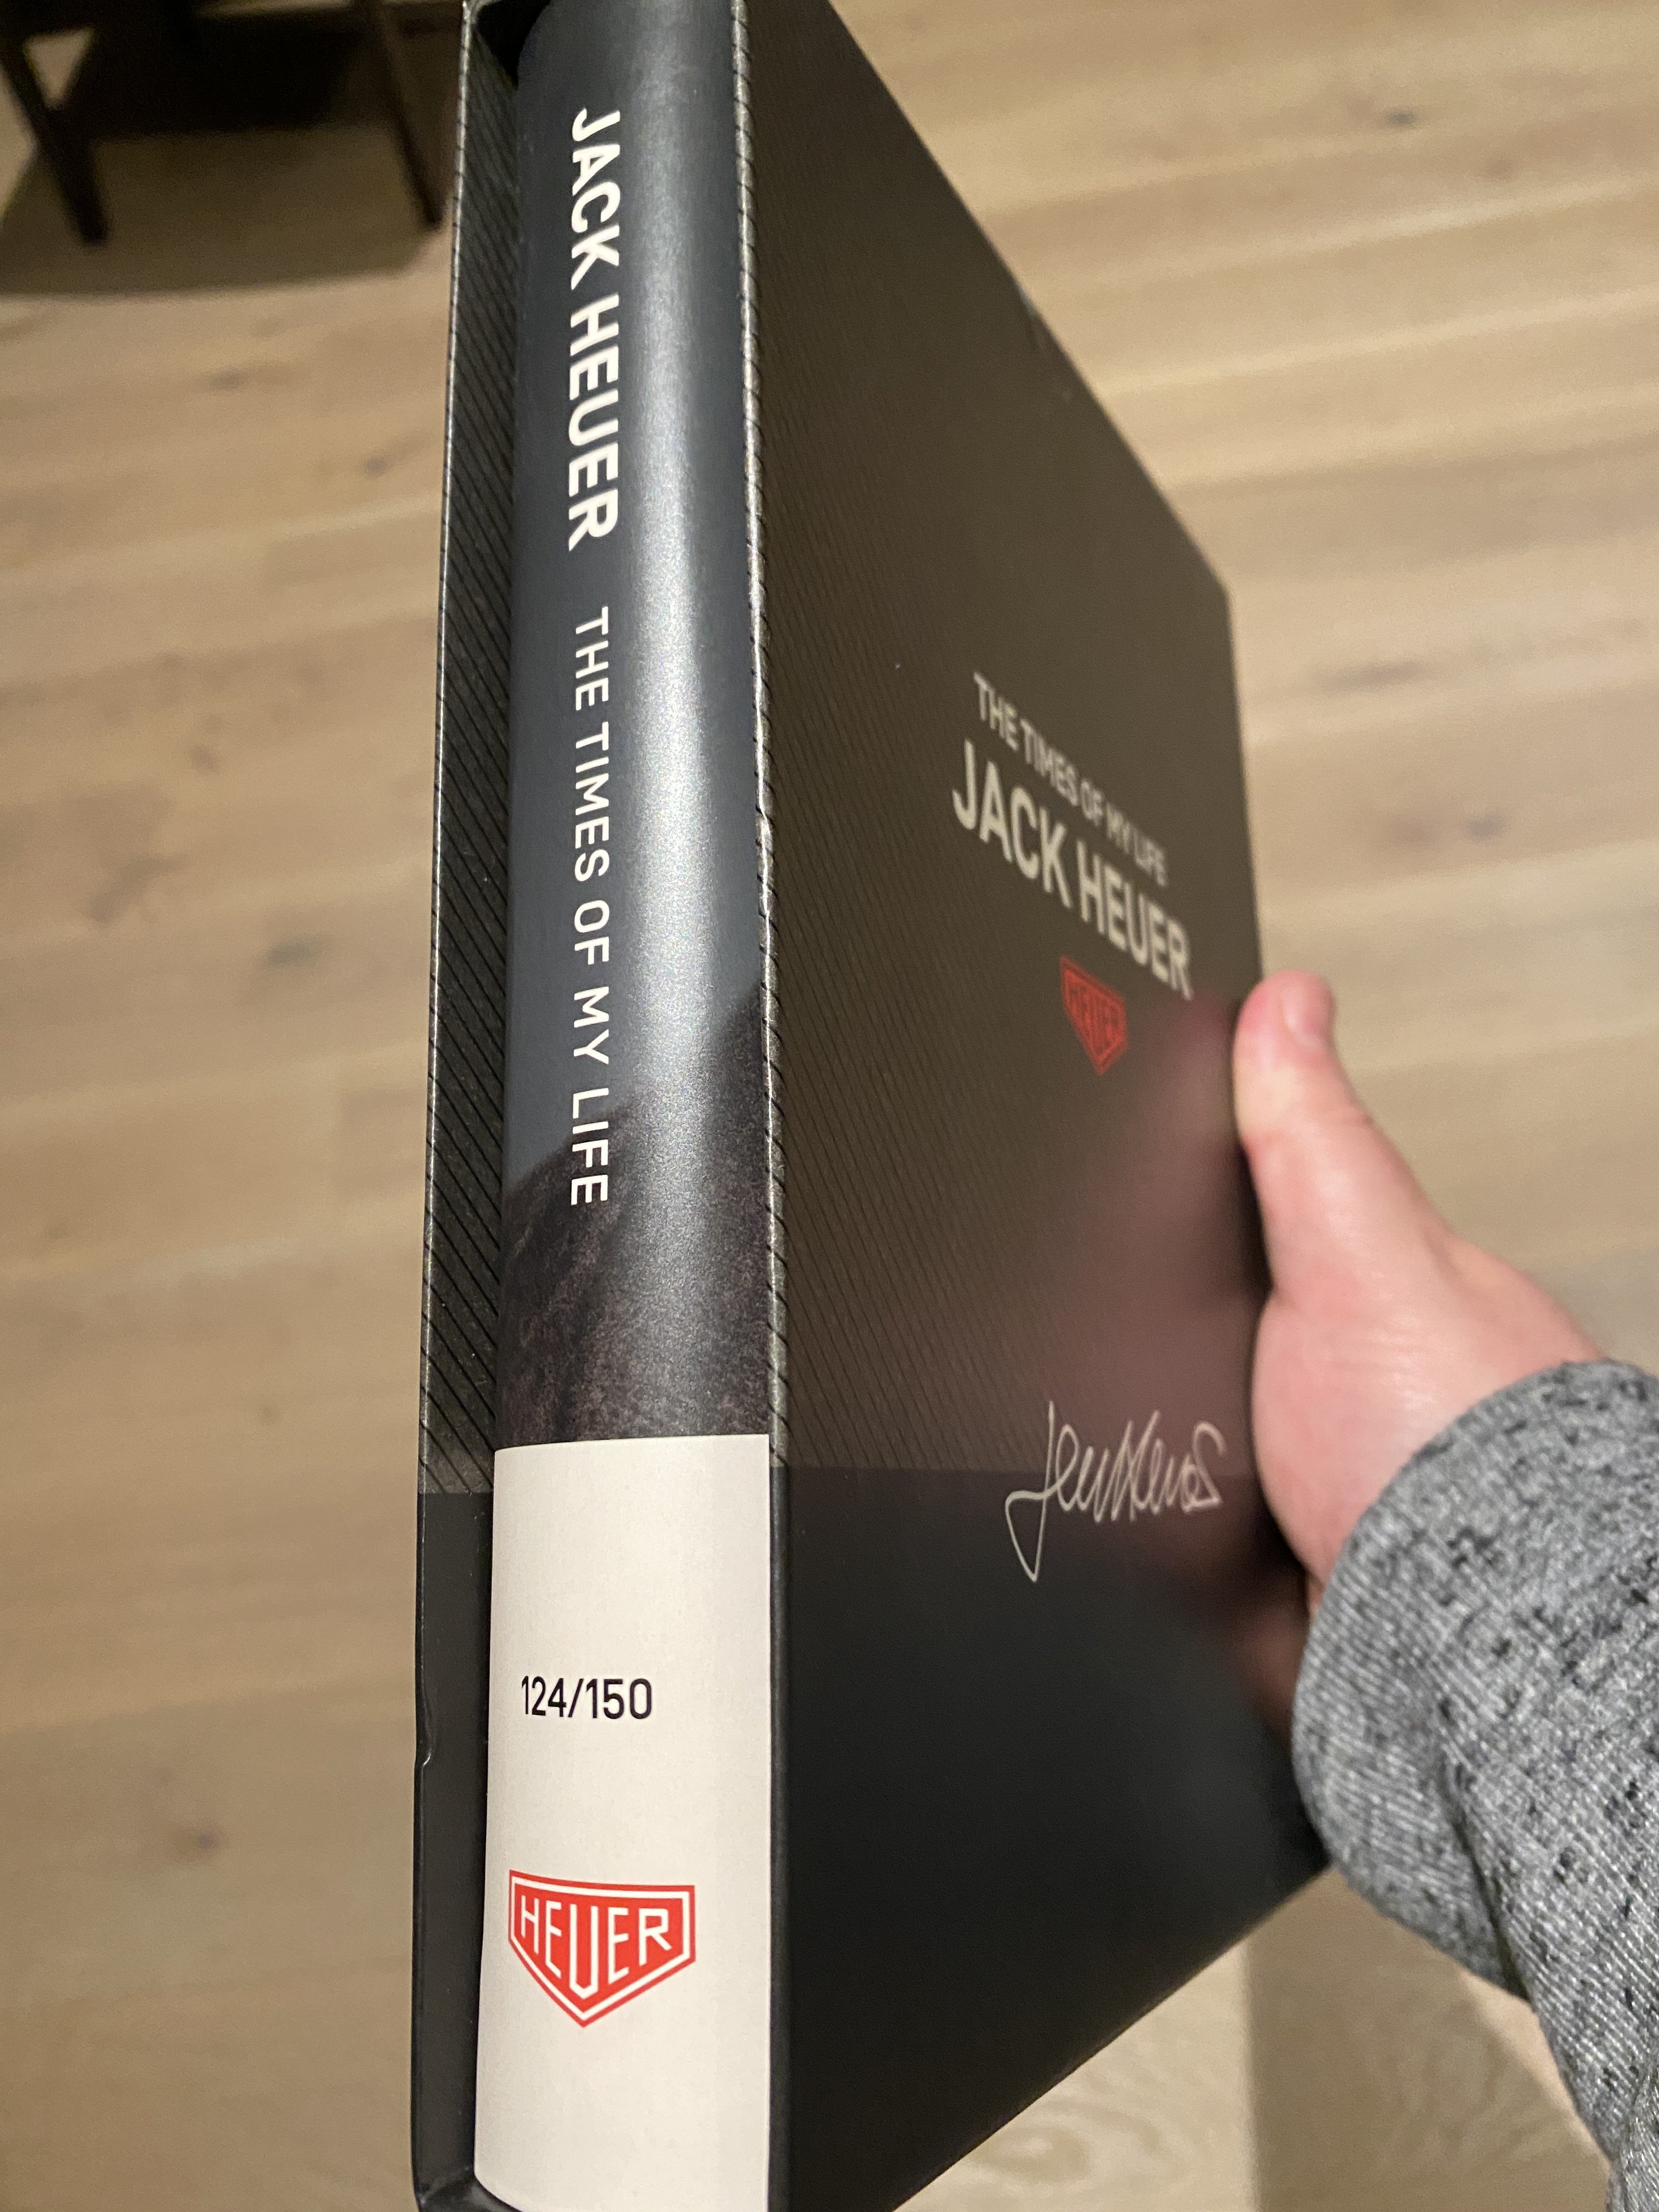 JACK HEUER THE TIMES OF MY LIFE
124/150
HEUER
THE TIMES OF MY LIFE
JACK HEUER
HEUER